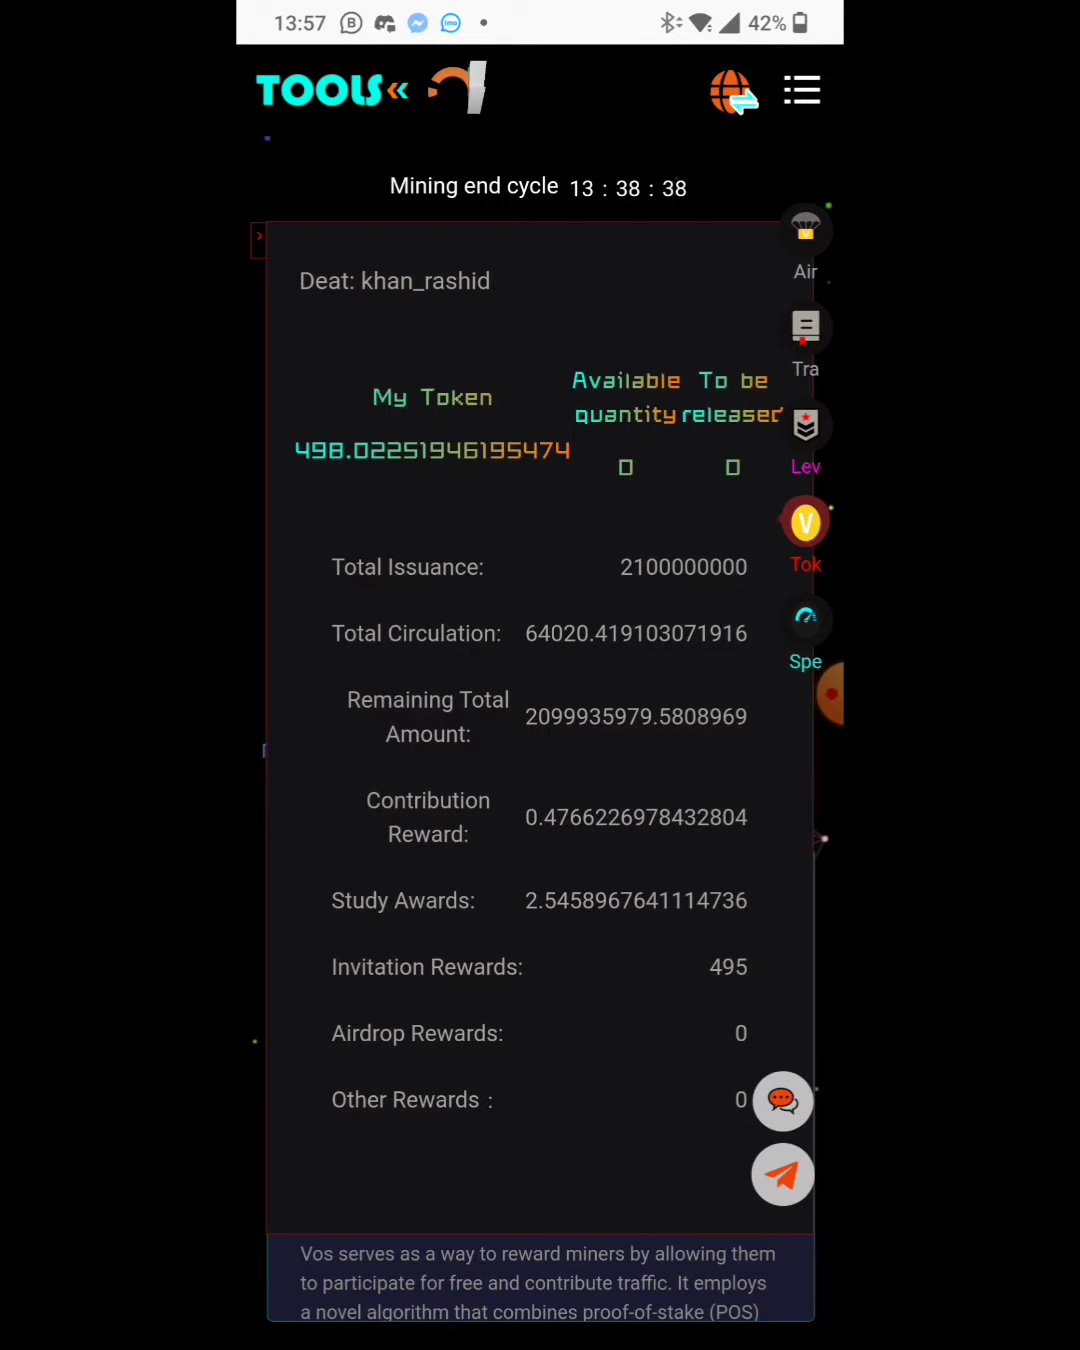 13:57
42%
TOOLS
Mining end cycle 13 : 38 : 38
Deat: khan_rashid
Air
Tra
My Token
Available quantity
To be released
498.02251946195474
0
0
Lev
V
Tok
Total Issuance: 2100000000
Total Circulation: 64020.419103071916
Spe
Remaining Total
Amount: 2099935979.5808969
Contribution
Reward: 0.4766226978432804
Study Awards: 2.5458967641114736
Invitation Rewards: 495
Airdrop Rewards: 0
Other Rewards : 0
Vos serves as a way to reward miners by allowing them
to participate for free and contribute traffic. It employs
a novel algorithm that combines proof-of-stake (POS)